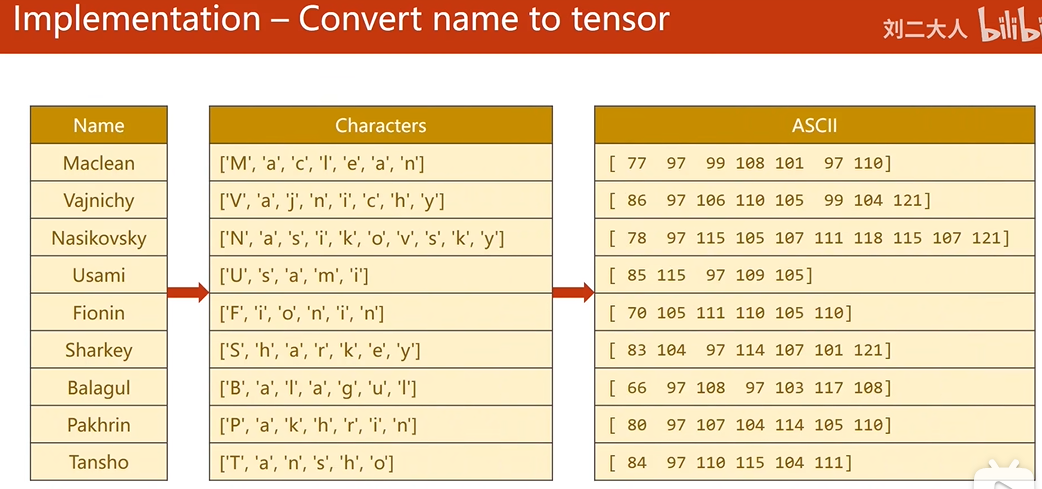 Implementation – Convert name to tensor
刘二大人 bilibi
Name Characters ASCII
Maclean ['M', 'a', 'c', 'l', 'e', 'a', 'n'] [ 77 97 99 108 101 97 110]
Vajnichy ['V', 'a', 'j', 'n', 'i', 'c', 'h', 'y'] [ 86 97 106 110 105 99 104 121]
Nasikovsky ['N', 'a', 's', 'i', 'k', 'o', 'v', 's', 'k', 'y'] [ 78 97 115 105 107 111 118 115 107 121]
Usami ['U', 's', 'a', 'm', 'i'] [ 85 115 97 109 105]
Fionin ['F', 'i', 'o', 'n', 'i', 'n'] [ 70 105 111 110 105 110]
Sharkey ['S', 'h', 'a', 'r', 'k', 'e', 'y'] [ 83 104 97 114 107 101 121]
Balagul ['B', 'a', 'l', 'a', 'g', 'u', 'l'] [ 66 97 108 97 103 117 108]
Pakhrin ['P', 'a', 'k', 'h', 'r', 'i', 'n'] [ 80 97 107 104 114 105 110]
Tansho ['T', 'a', 'n', 's', 'h', 'o'] [ 84 97 110 115 104 111]